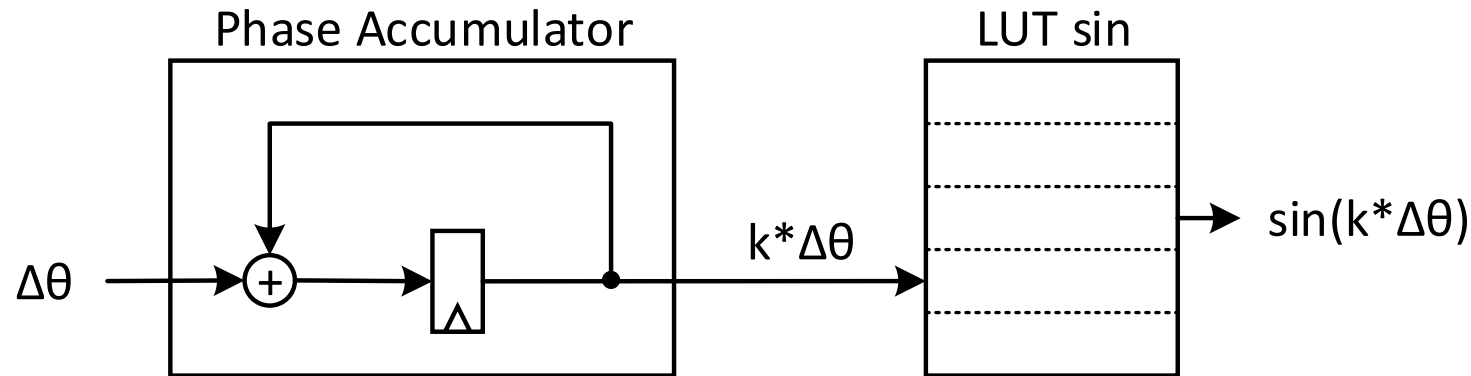 Phase Accumulator
LUT sin
Δθ
+
k*Δθ
sin(k*Δθ)